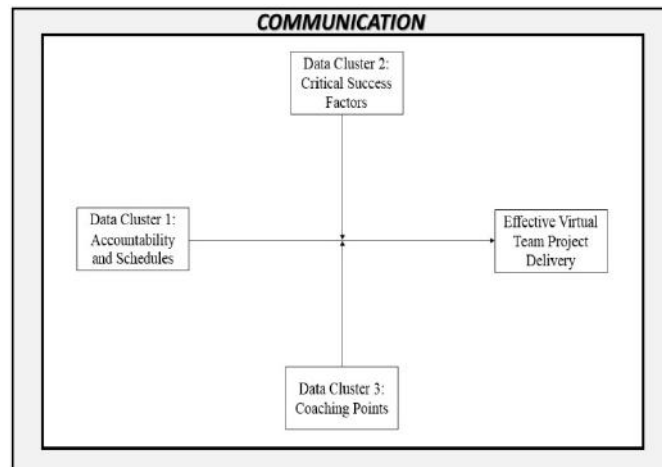 COMMUNICATION
Data Cluster 2:
Critical Success
Factors
Data Cluster 1:
Accountability
and Schedules
Effective Virtual
Team Project
Delivery
Data Cluster 3:
Coaching Points